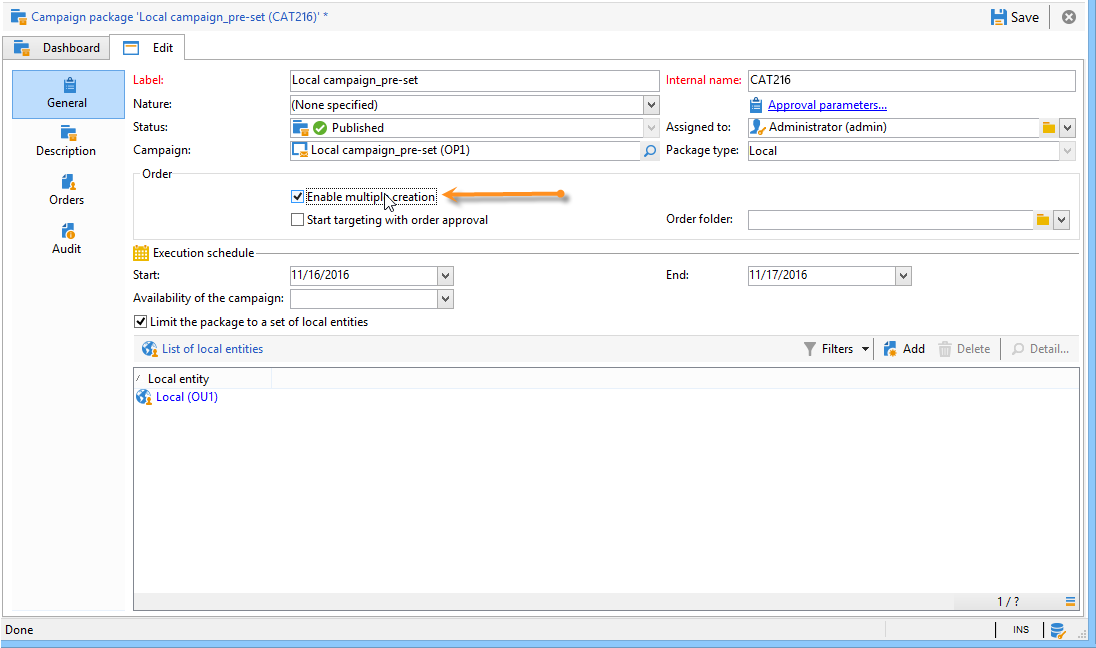 Campaign package 'Local campaign_pre-set (CAT216)' *
Save
Dashboard
Edit
General
Description
Orders
Audit
Label: Local campaign_pre-set Internal name: CAT216
Nature: (None specified) Approval parameters...
Status: Published Assigned to: Administrator (admin)
Campaign: Local campaign_pre-set (OP1) Package type: Local
Order
Enable multiple creation
Start targeting with order approval Order folder:
Execution schedule
Start: 11/16/2016 End: 11/17/2016
Availability of the campaign:
Limit the package to a set of local entities
List of local entities Filters Add Delete Detail...
Local entity
Local (OU1)
1 / ?
Done INS